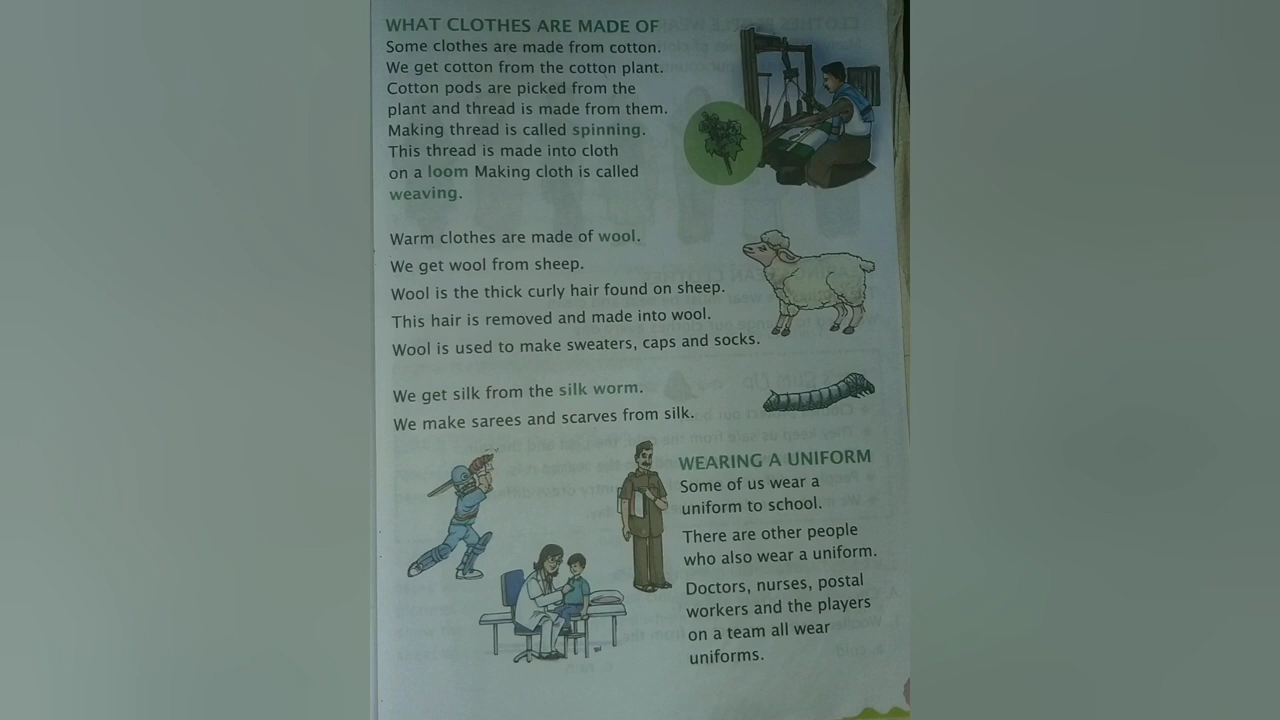 WHAT CLOTHES ARE MADE OF
Some clothes are made from cotton.
We get cotton from the cotton plant.
Cotton pods are picked from the
plant and thread is made from them.
Making thread is called spinning.
This thread is made into cloth
on a loom Making cloth is called
weaving.
Warm clothes are made of wool.
We get wool from sheep.
Wool is the thick curly hair found on sheep.
This hair is removed and made into wool.
Wool is used to make sweaters, caps and socks.
We get silk from the silk worm.
We make sarees and scarves from silk.
WEARING A UNIFORM
Some of us wear a
uniform to school.
There are other people
who also wear a uniform.
Doctors, nurses, postal
workers and the players
on a team all wear
uniforms.